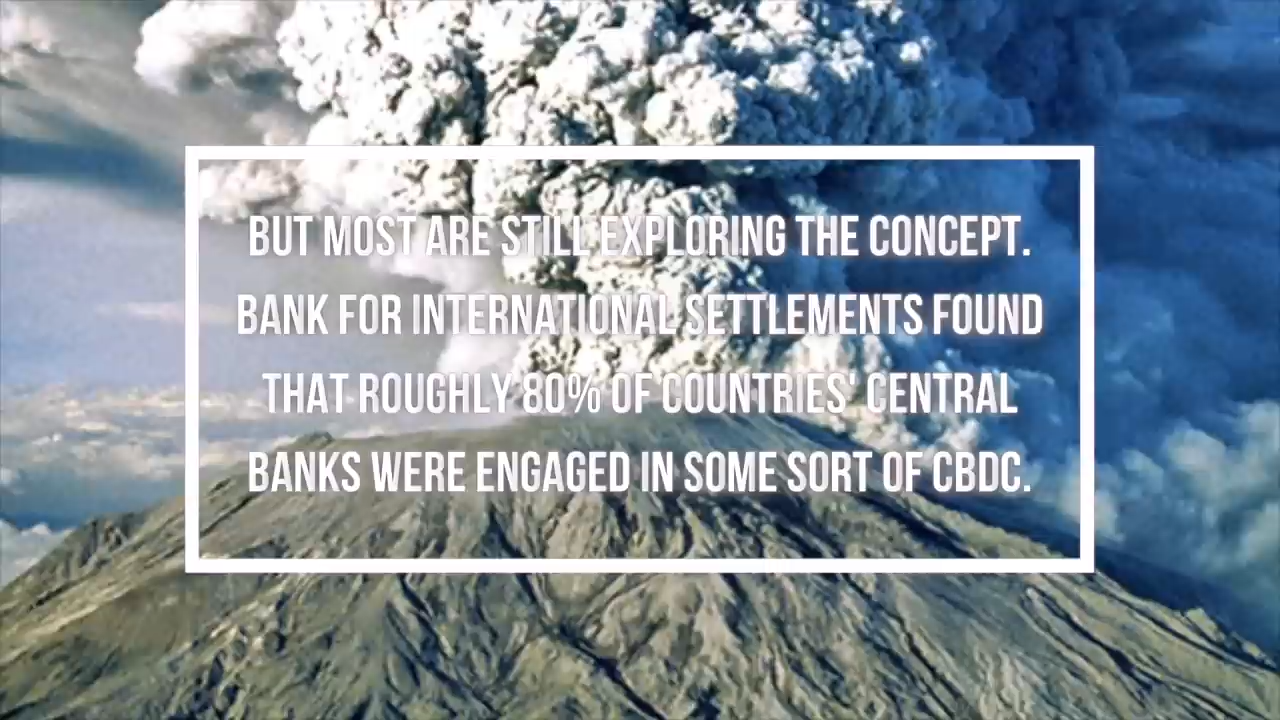 BUT MOST ARE STILL EXPLORING THE CONCEPT.
BANK FOR INTERNATIONAL SETTLEMENTS FOUND
THAT ROUGHLY 80% OF COUNTRIES' CENTRAL
BANKS WERE ENGAGED IN SOME SORT OF CBDC.